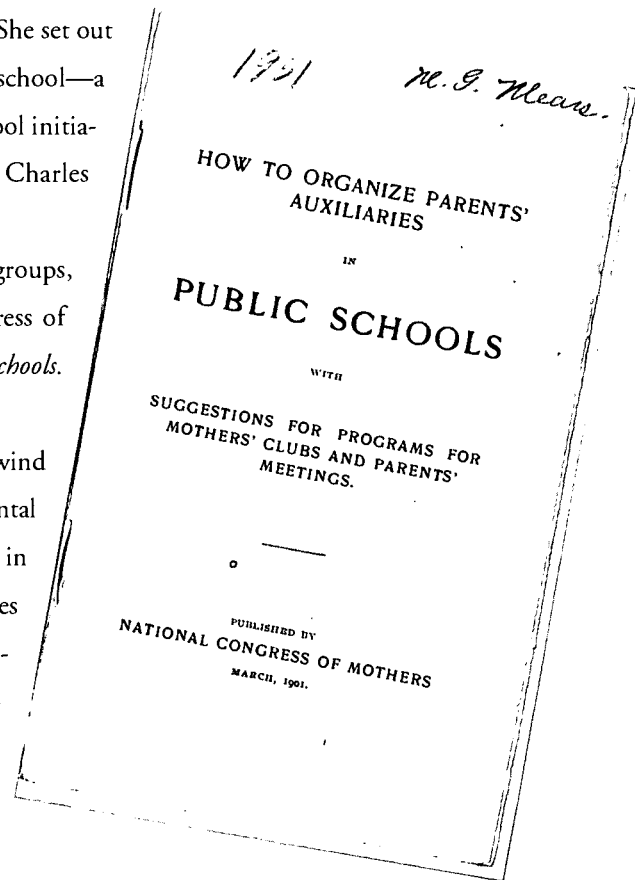 She set out
school—a
ool initia-
Charles
groups,
ress of
chools.
wind
ntal
in
es
-
1901 M. G. Mears.
HOW TO ORGANIZE PARENTS'
AUXILIARIES
IN
PUBLIC SCHOOLS
WITH
SUGGESTIONS FOR PROGRAMS FOR
MOTHERS' CLUBS AND PARENTS'
MEETINGS.
PUBLISHED BY
NATIONAL CONGRESS OF MOTHERS
MARCH, 1901.